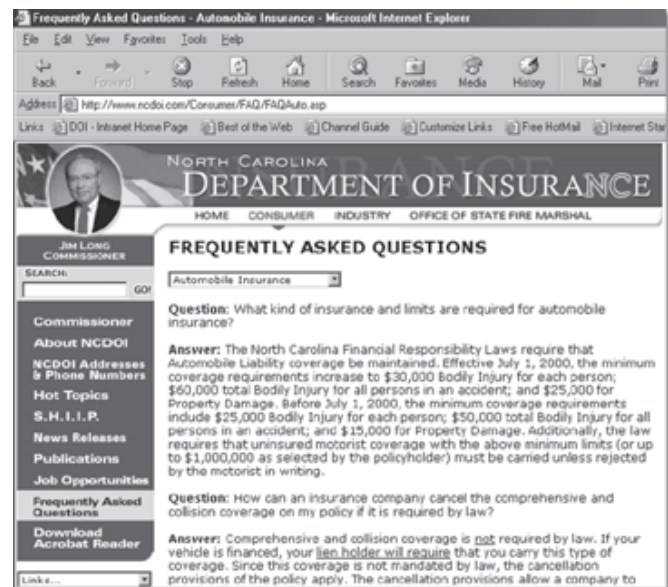 Frequently Asked Questions - Automobile Insurance - Microsoft Internet Explorer
File Edit View Favorites Tools Help
Back Forward Stop Refresh Home Search Favorites Media History Mail Print
Address http://www.ncdoi.com/Consumer/FAQ/FAQAuto.asp
Links DOI - Intranet Home Page Best of the Web Channel Guide Customize Links Free HotMail Internet Star
NORTH CAROLINA
DEPARTMENT OF INSURANCE
HOME CONSUMER INDUSTRY OFFICE OF STATE FIRE MARSHAL
JIM LONG
COMMISSIONER
SEARCH:
GO!
Commissioner
About NCDOI
NCDOI Addresses
& Phone Numbers
Hot Topics
S.H.I.I.P.
News Releases
Publications
Job Opportunities
Frequently Asked
Questions
Download
Acrobat Reader
Links...
FREQUENTLY ASKED QUESTIONS
Automobile Insurance
Question: What kind of insurance and limits are required for automobile
insurance?
Answer: The North Carolina Financial Responsibility Laws require that
Automobile Liability coverage be maintained. Effective July 1, 2000, the minimum
coverage requirements increase to $30,000 Bodily Injury for each person;
$60,000 total Bodily Injury for all persons in an accident; and $25,000 for
Property Damage. Before July 1, 2000, the minimum coverage requirements
include $25,000 Bodily Injury for each person; $50,000 total Bodily Injury for all
persons in an accident; and $15,000 for Property Damage. Additionally, the law
requires that uninsured motorist coverage with the above minimum limits (or up
to $1,000,000 as selected by the policyholder) must be carried unless rejected
by the motorist in writing.
Question: How can an insurance company cancel the comprehensive and
collision coverage on my policy if it is required by law?
Answer: Comprehensive and collision coverage is not required by law. If your
vehicle is financed, your lien holder will require that you carry this type of
coverage. Since this coverage is not mandated by law, the cancellation
provisions of the policy apply. The cancellation provisions allow a company to